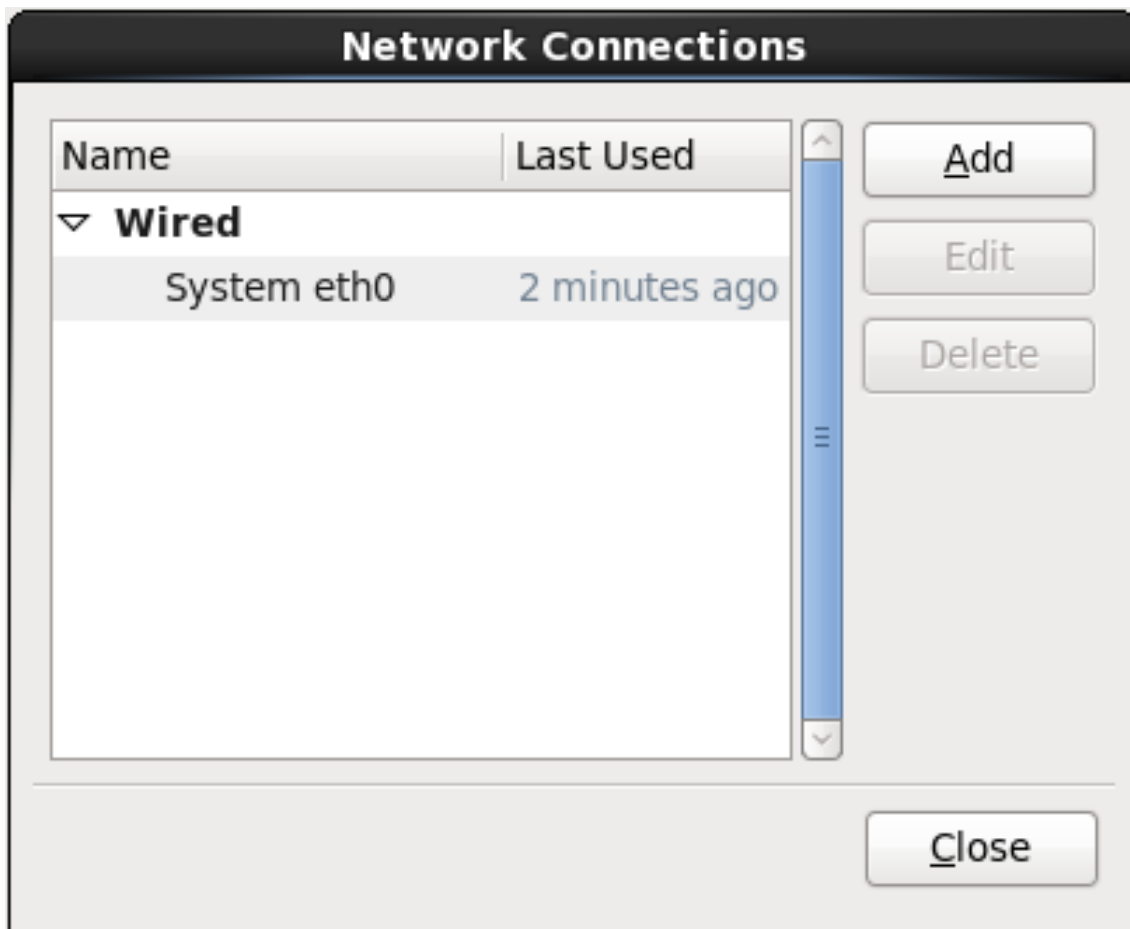 Network Connections
Name Last Used
Wired
System eth0 2 minutes ago
Add
Edit
Delete
Close